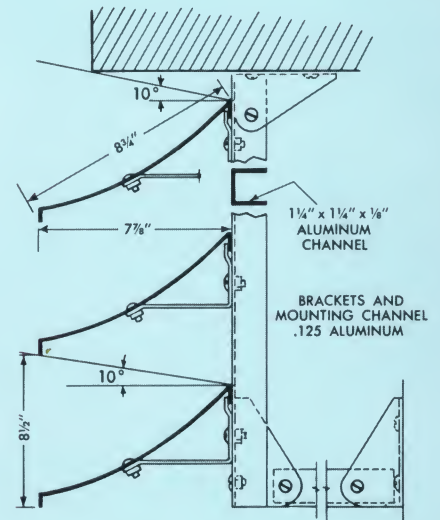 10°
8¾"
7⅞"
1¼" x 1¼" x ⅛"
ALUMINUM
CHANNEL
BRACKETS AND
MOUNTING CHANNEL
.125 ALUMINUM
10°
8½"